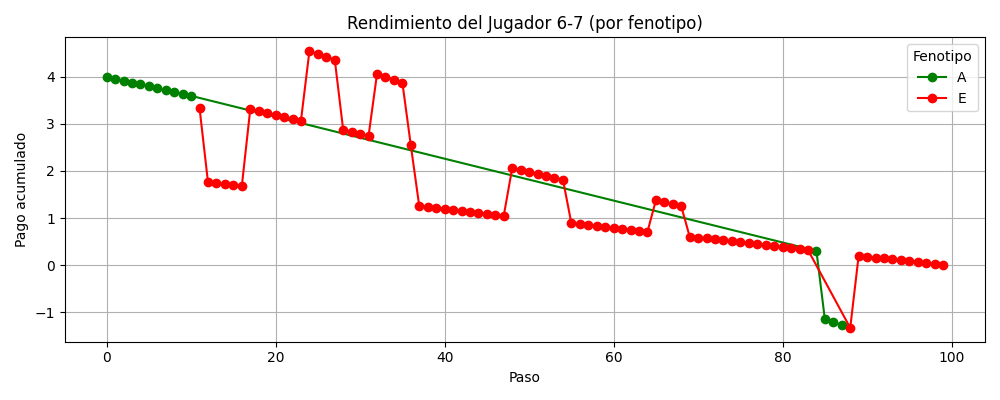 Rendimiento del Jugador 6-7 (por fenotipo)
Fenotipo
A
E
Pago acumulado
4
3
2
1
0
−1
0 20 40 60 80 100
Paso